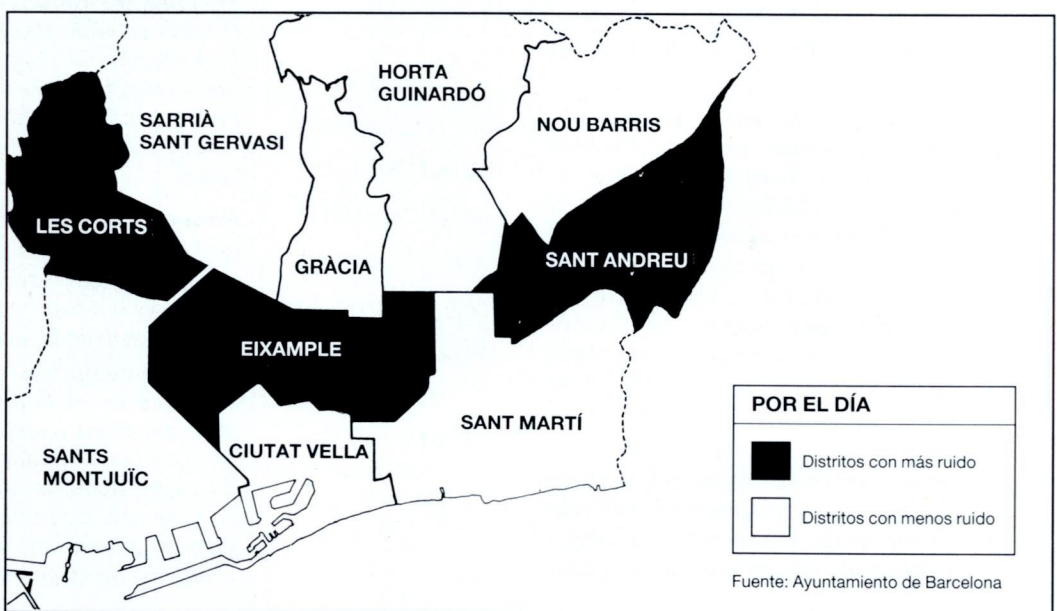 HORTA
GUINARDÓ
SARRIÀ
SANT GERVASI
NOU BARRIS
LES CORTS
GRÀCIA
SANT ANDREU
EIXAMPLE
SANT MARTÍ
CIUTAT VELLA
SANTS
MONTJUÏC
POR EL DÍA
Distritos con más ruido
Distritos con menos ruido
Fuente: Ayuntamiento de Barcelona